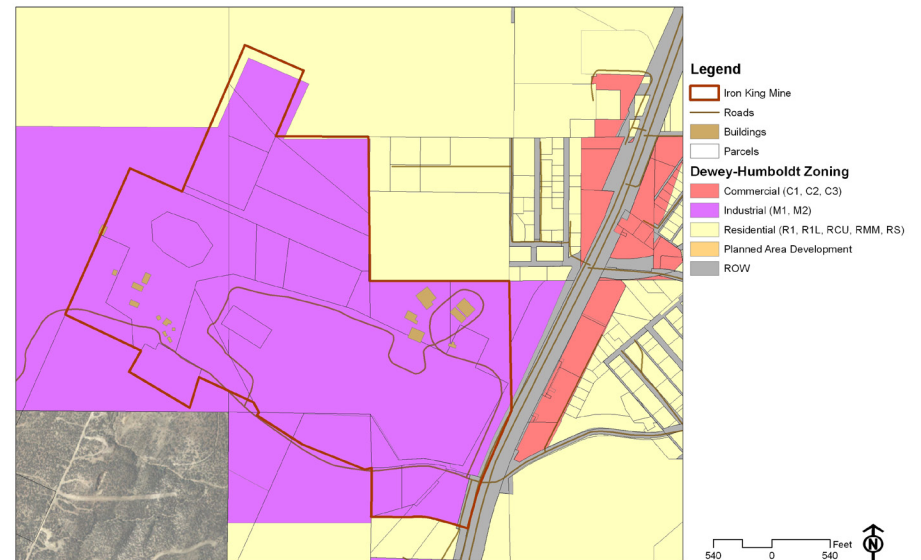 Legend
Iron King Mine
Roads
Buildings
Parcels
Dewey-Humboldt Zoning
Commercial (C1, C2, C3)
Industrial (M1, M2)
Residential (R1, R1L, RCU, RMM, RS)
Planned Area Development
ROW
Feet
540 0 540
N